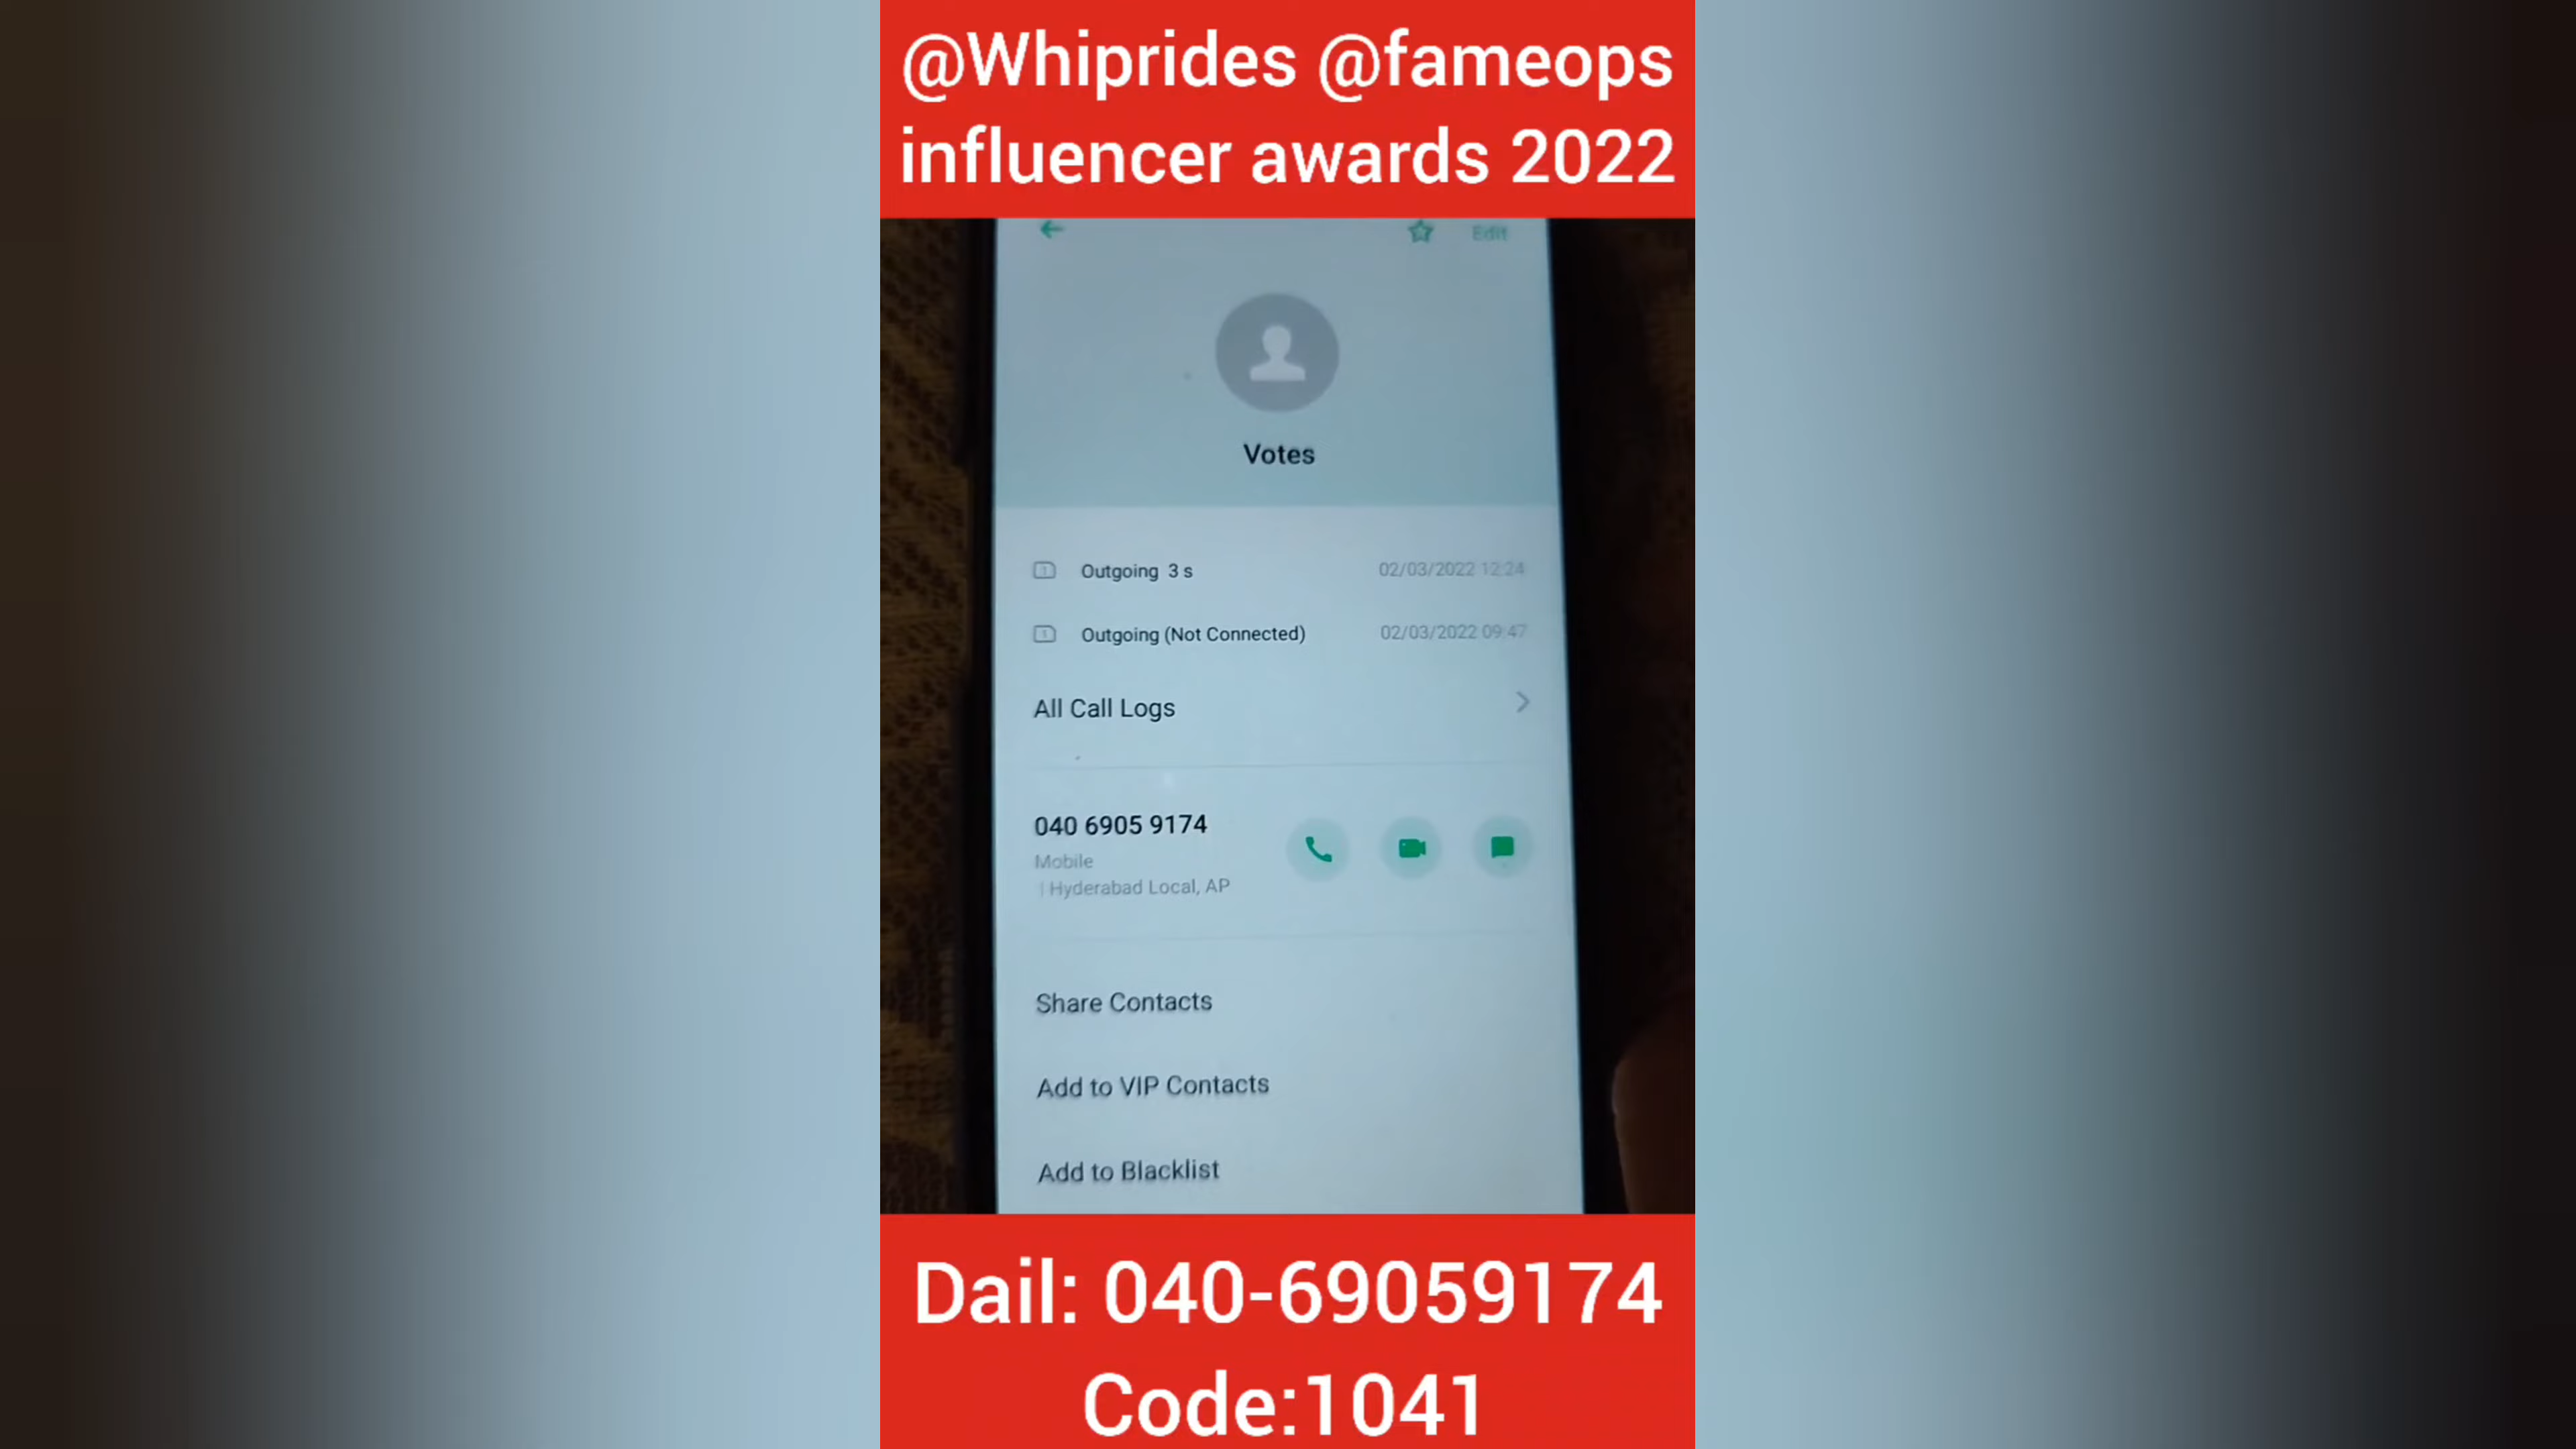 @Whiprides @fameops
influencer awards 2022
Edit
Votes
Outgoing 3 s 02/03/2022 12:24
Outgoing (Not Connected) 02/03/2022 09:47
All Call Logs
040 6905 9174
Mobile
| Hyderabad Local, AP
Share Contacts
Add to VIP Contacts
Add to Blacklist
Dail: 040-69059174
Code:1041